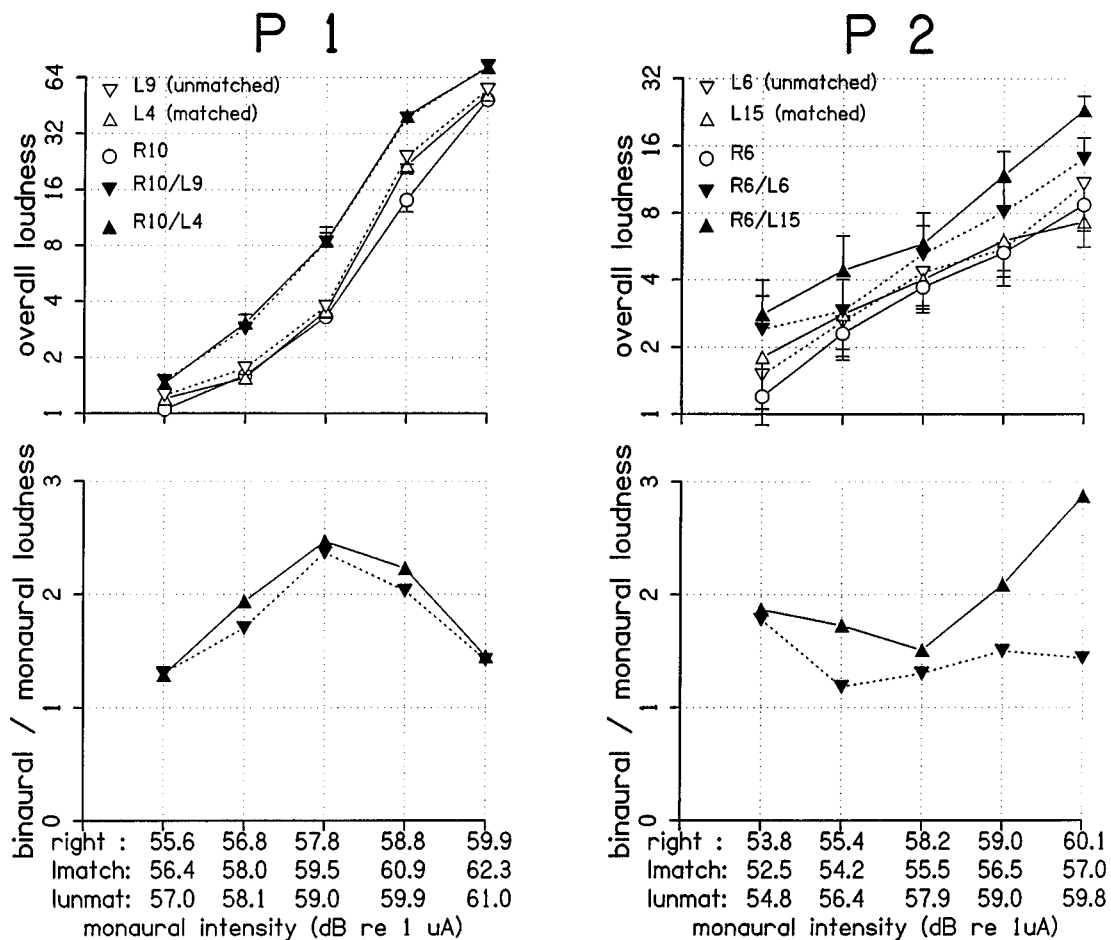 P 1
P 2
overall loudness
64
32
16
8
4
2
1
L9 (unmatched)
L4 (matched)
R10
R10/L9
R10/L4
overall loudness
32
16
8
4
2
1
L6 (unmatched)
L15 (matched)
R6
R6/L6
R6/L15
binaural / monaural loudness
3
2
1
0
binaural / monaural loudness
3
2
1
0
right : 55.6 56.8 57.8 58.8 59.9
lmatch: 56.4 58.0 59.5 60.9 62.3
lunmat: 57.0 58.1 59.0 59.9 61.0
monaural intensity (dB re 1 uA)
right : 53.8 55.4 58.2 59.0 60.1
lmatch: 52.5 54.2 55.5 56.5 57.0
lunmat: 54.8 56.4 57.9 59.0 59.8
monaural intensity (dB re 1uA)